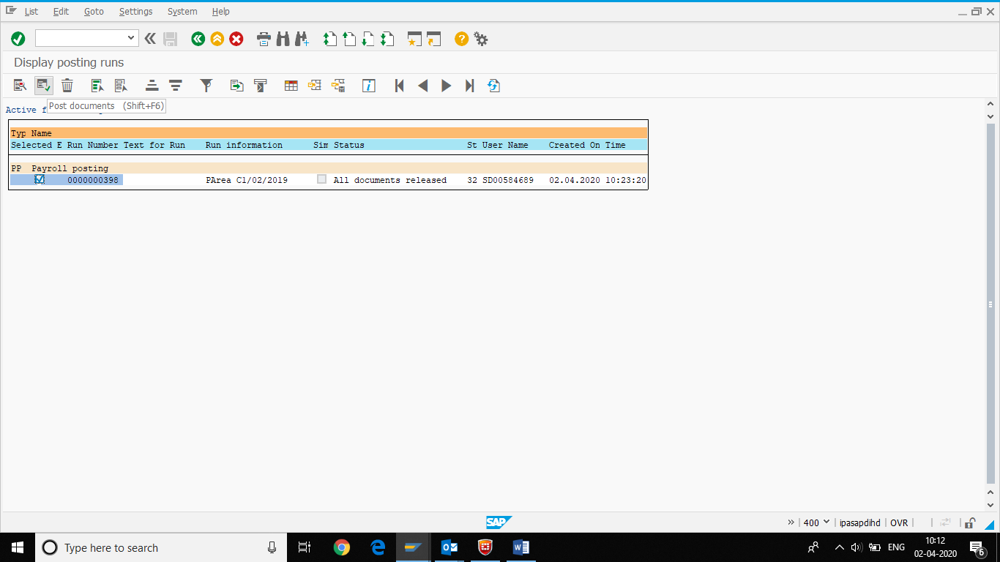 List Edit Goto Settings System Help
Display posting runs
Post documents (Shift+F6)
Active f
Typ Name
Selected E Run Number Text for Run Run information Sim Status St User Name Created On Time
PP Payroll posting
0000000398 PArea C1/02/2019 All documents released 32 SD00584689 02.04.2020 10:23:20
SAP
400 ipasapdihd OVR
Type here to search
ENG
10:12
02-04-2020
6